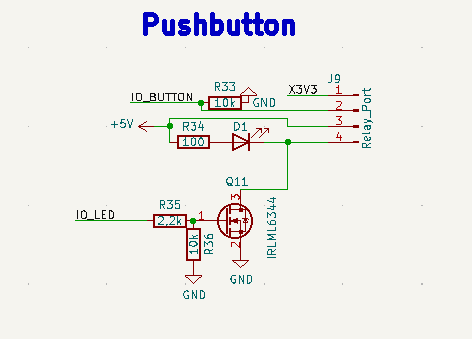 Pushbutton
J9
R33
X3V3 1
IO_BUTTON 10k GND 2
+5V R34 D1 3
100 4
Relay_Port
Q11
3
R35
IO_LED 2.2k 1
10k R36 2 IRLML6344
GND GND